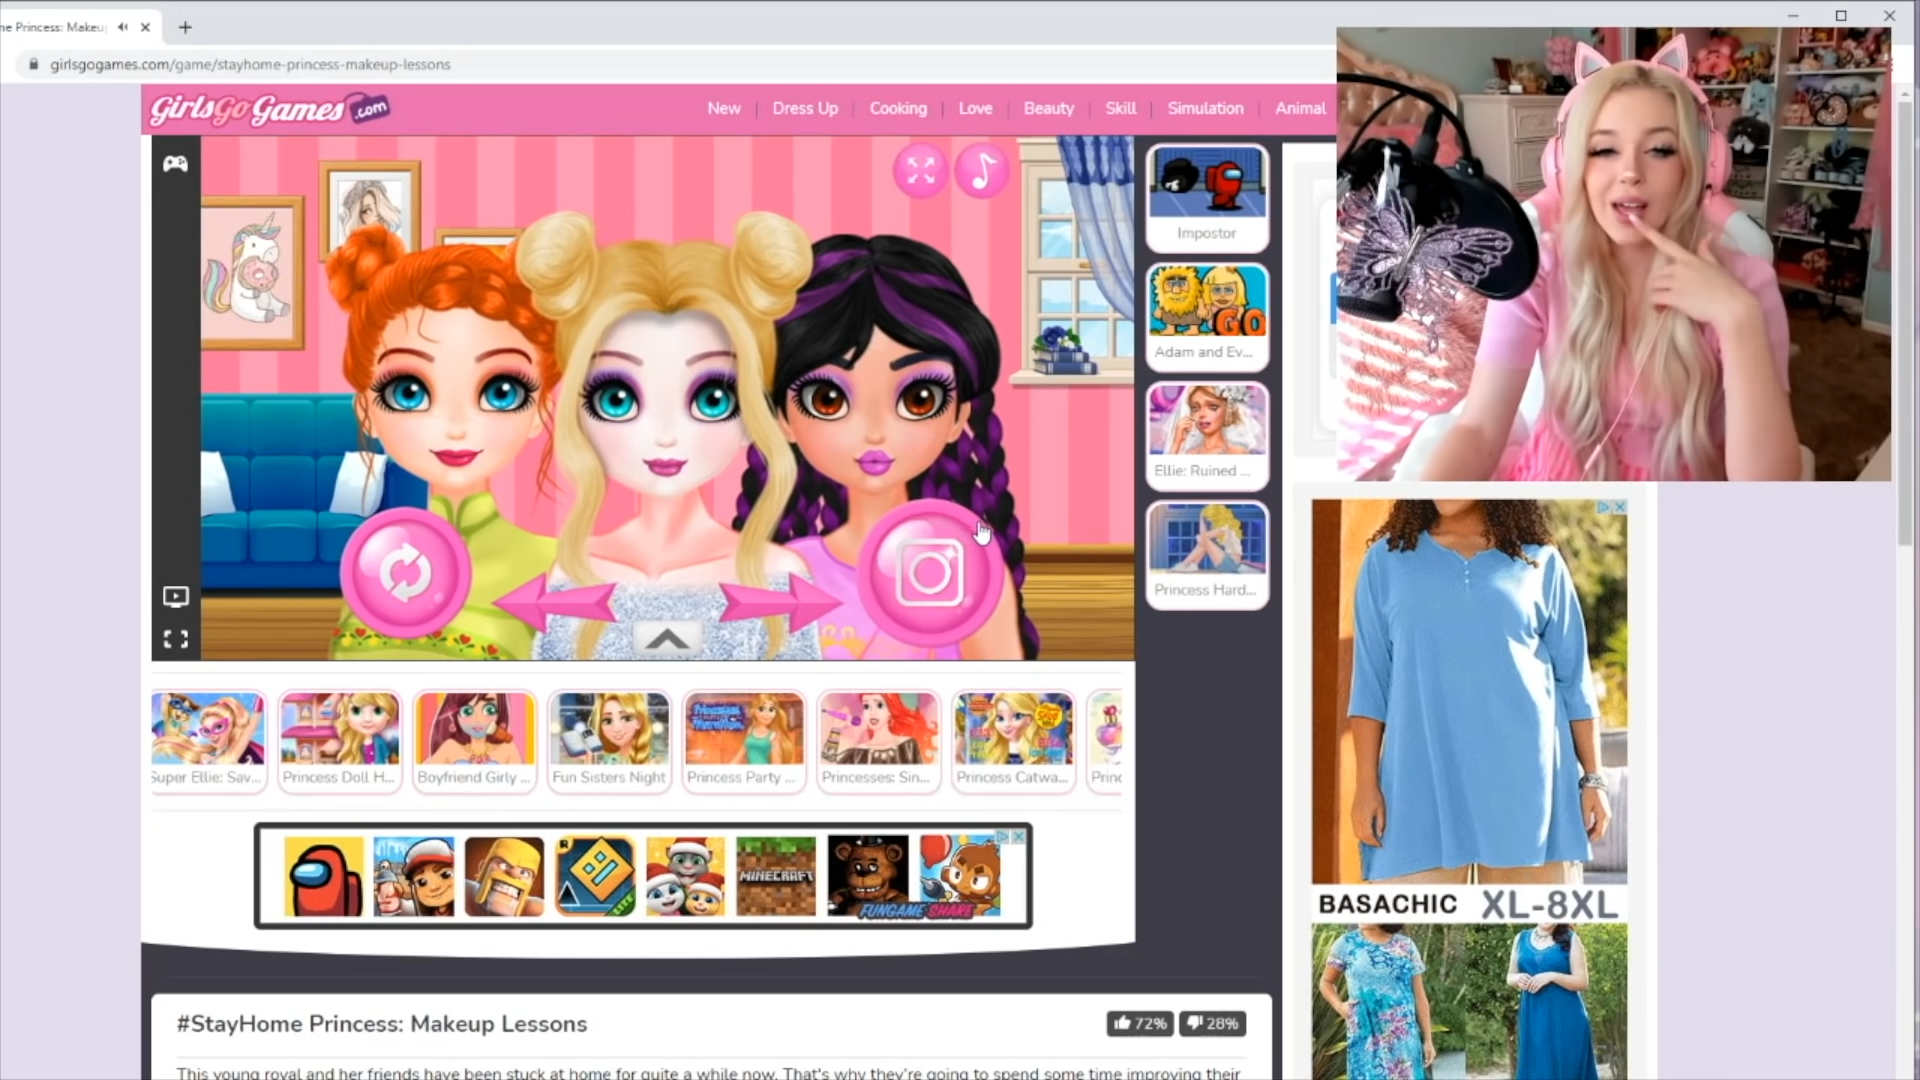 ne Princess: Makeu
girlsgogames.com/game/stayhome-princess-makeup-lessons
GirlsGoGames.com
New | Dress Up | Cooking | Love | Beauty | Skill | Simulation | Animal
Impostor
GO
Adam and Ev...
Ellie: Ruined ...
Princess Hard...
Super Ellie: Sav...
Princess Doll H...
Boyfriend Girly ...
Fun Sisters Night
Princess Party ...
Princesses: Sin...
Princess Catwa...
Princ
LITE
MINECRAFT
FUNGAME SHARE
BASACHIC XL-8XL
#StayHome Princess: Makeup Lessons
72% 28%
This young royal and her friends have been stuck at home for quite a while now. That's why they're going to spend some time improving their